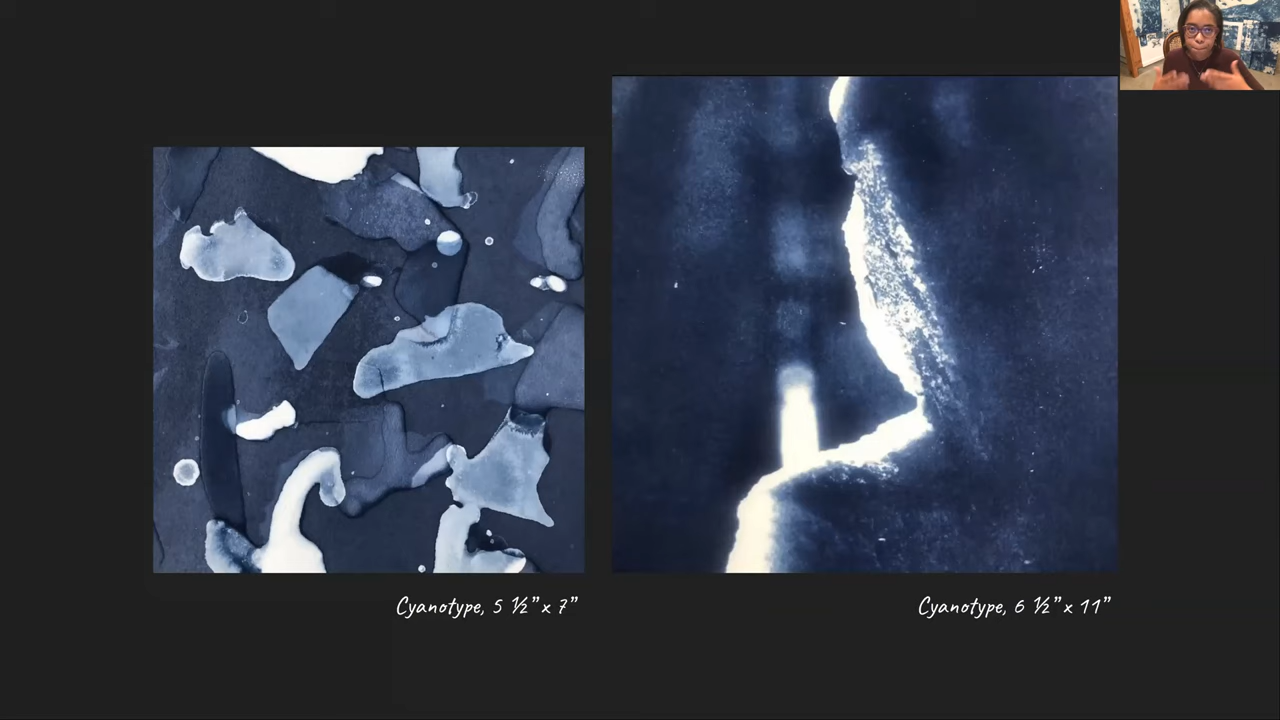 Cyanotype, 5 ½” x 7”
Cyanotype, 6 ½” x 11”